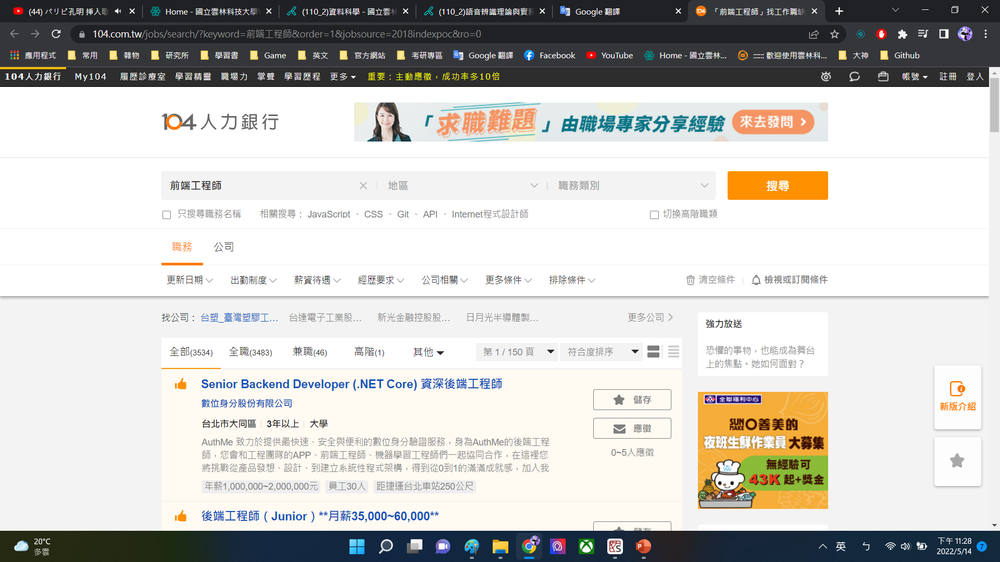 (44) パリピ孔明 挿入歌
Home - 國立雲林科技大學Y
(110_2)資料科學 - 國立雲林
(110_2)語音辨識理論與實務
Google 翻譯
「前端工程師」找工作職缺
104.com.tw/jobs/search/?keyword=前端工程師&order=1&jobsource=2018indexpoc&ro=0
應用程式 常用 雜物 研究所 學習書 Game 英文 官方網站 考研專區 Google 翻譯 Facebook YouTube Home - 國立雲林... :::::: 歡迎使用雲林科... 大神 Github
104人力銀行 My104 履歷診療室 學習精靈 職場力 掌聲 學習歷程 更多 重要：主動應徵，成功率多10倍 帳號 註冊 登入
104人力銀行
「求職難題」由職場專家分享經驗 來去發問
前端工程師 地區 職務類別 搜尋
只搜尋職務名稱 相關搜尋： JavaScript 、 CSS 、 Git 、 API 、 Internet程式設計師 切換高階職類
職務 公司
更新日期 出勤制度 薪資待遇 經歷要求 公司相關 更多條件 排除條件 清空條件 檢視或訂閱條件
找公司： 台塑_臺灣塑膠工... 台達電子工業股... 新光金融控股股... 日月光半導體製... 更多公司
強力放送
恐懼的事物，也能成為舞台
上的焦點。她如何面對？
全部(3534) 全職(3483) 兼職(46) 高階(1) 其他 第 1 / 150 頁 符合度排序
Senior Backend Developer (.NET Core) 資深後端工程師
數位身分股份有限公司
台北市大同區 3年以上 大學
AuthMe 致力於提供最快速、安全與便利的數位身分驗證服務，身為AuthMe的後端工程
師，您會和工程團隊的APP、前端工程師、機器學習工程師們一起協同合作，在這裡您
將挑戰從產品發想、設計、到建立系統性程式架構，得到從0到1的滿滿成就感，加入我
年薪1,000,000~2,000,000元 員工30人 距捷運台北車站250公尺
儲存
應徵
0~5人應徵
後端工程師（Junior）**月薪35,000~60,000**
儲存
全聯福利中心
SUN MAKE 善美的
夜班生鮮作業員 大募集
無經驗可
43K 起+獎金
新版介紹
20°C
多雲
英 ㄅ
下午 11:28
2022/5/14
7